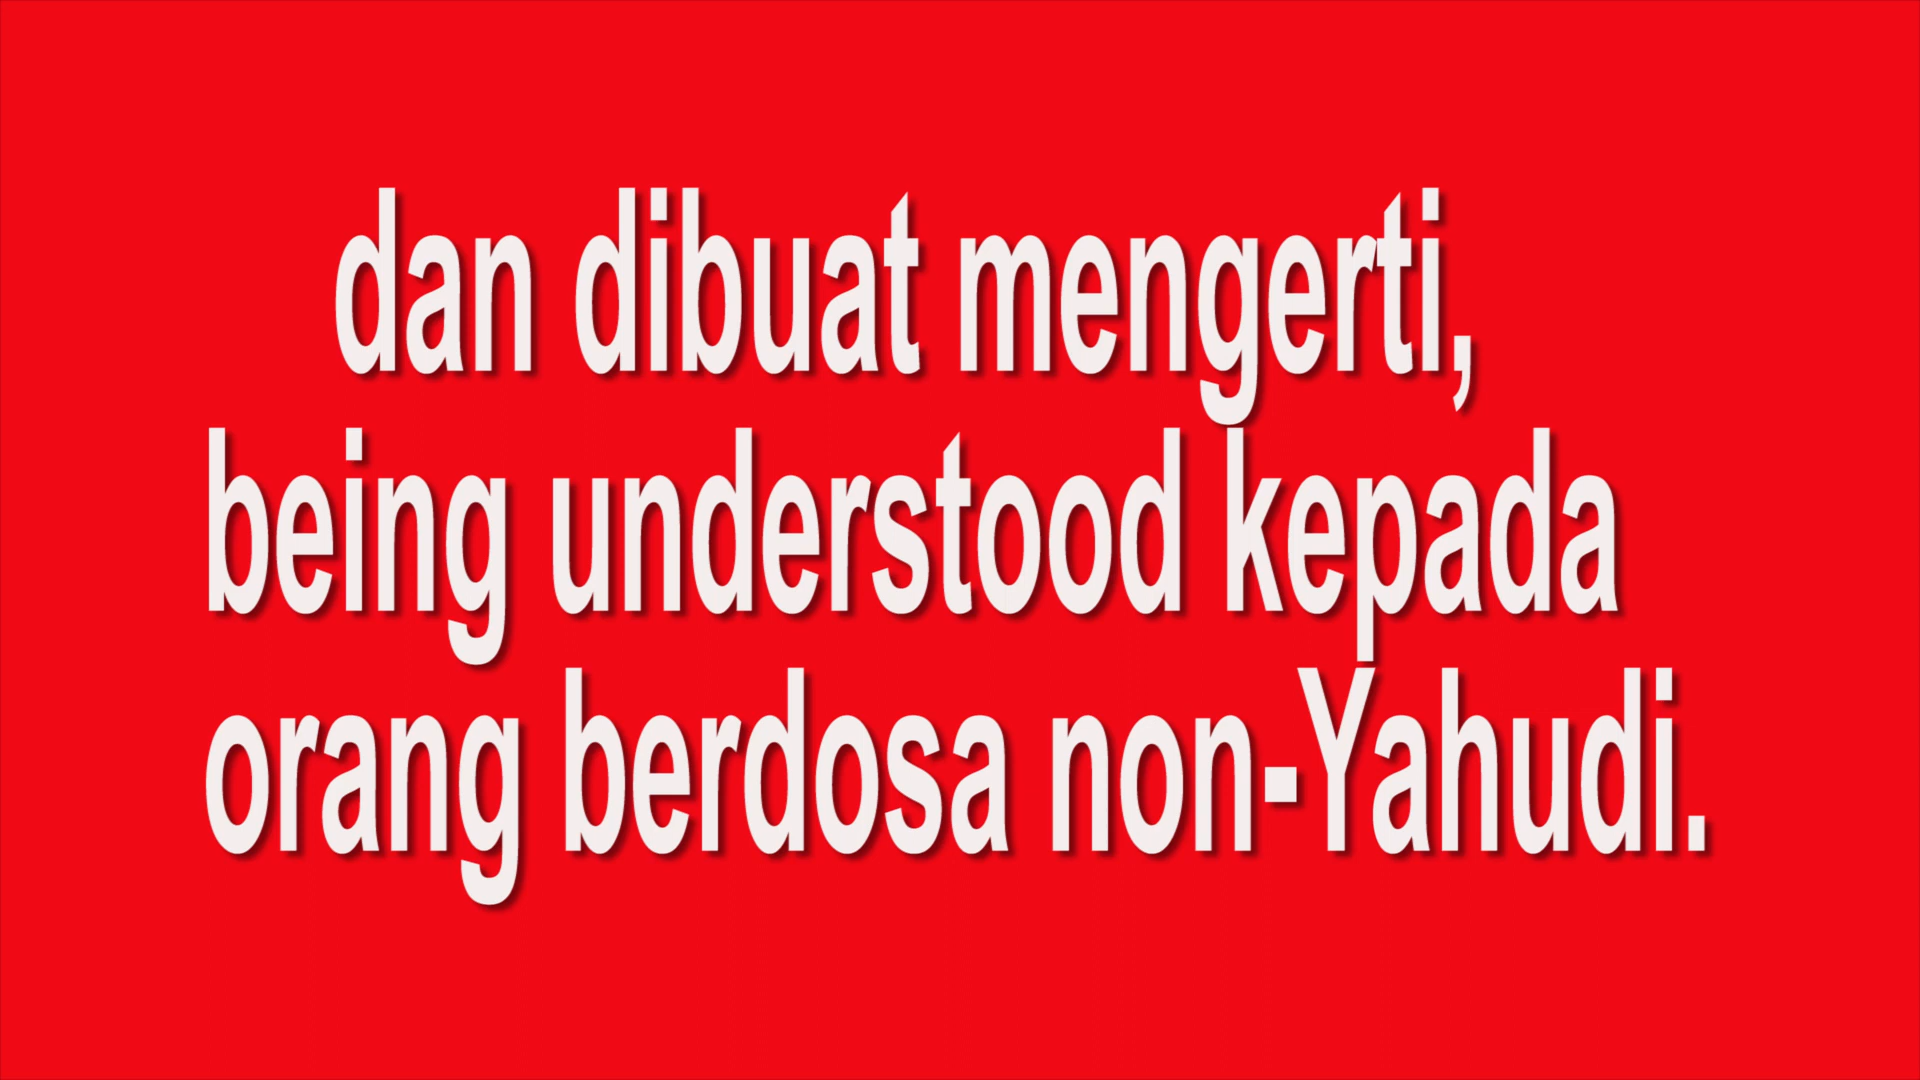 dan dibuat mengerti,
being understood kepada
orang berdosa non-Yahudi.